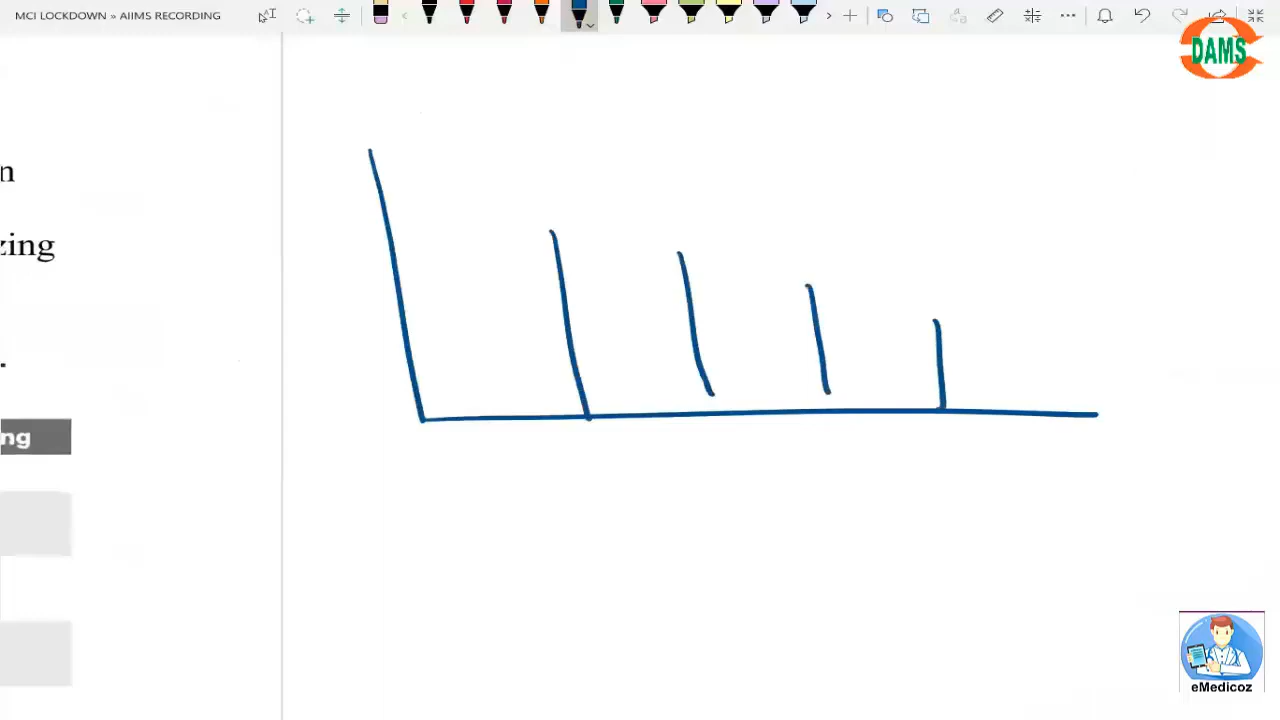 MCI LOCKDOWN » AIIMS RECORDING
DAMS
n
zing
.
ng
eMedicoz